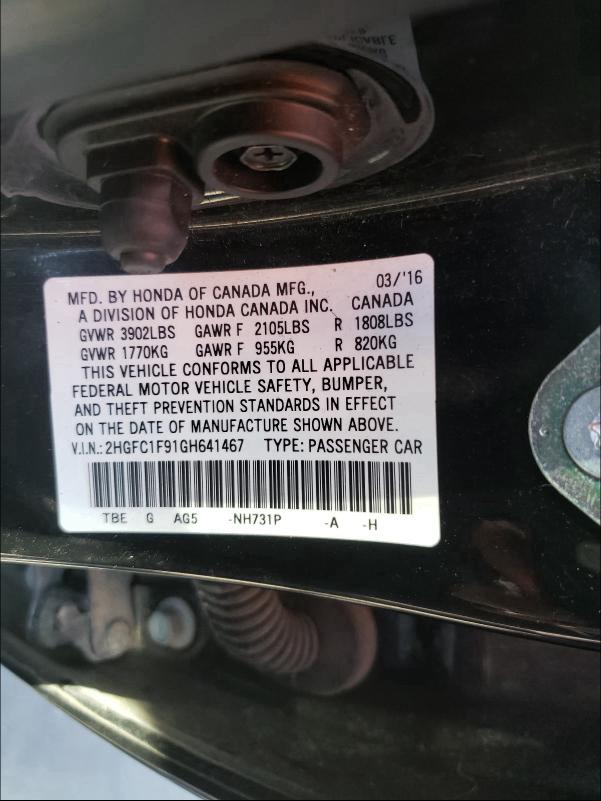 MFD. BY HONDA OF CANADA MFG., 03/'16
A DIVISION OF HONDA CANADA INC. CANADA
GVWR 3902LBS GAWR F 2105LBS R 1808LBS
GVWR 1770KG GAWR F 955KG R 820KG
THIS VEHICLE CONFORMS TO ALL APPLICABLE
FEDERAL MOTOR VEHICLE SAFETY, BUMPER,
AND THEFT PREVENTION STANDARDS IN EFFECT
ON THE DATE OF MANUFACTURE SHOWN ABOVE.
V.I.N.: 2HGFC1F91GH641467 TYPE: PASSENGER CAR
TBE G AG5 -NH731P -A -H